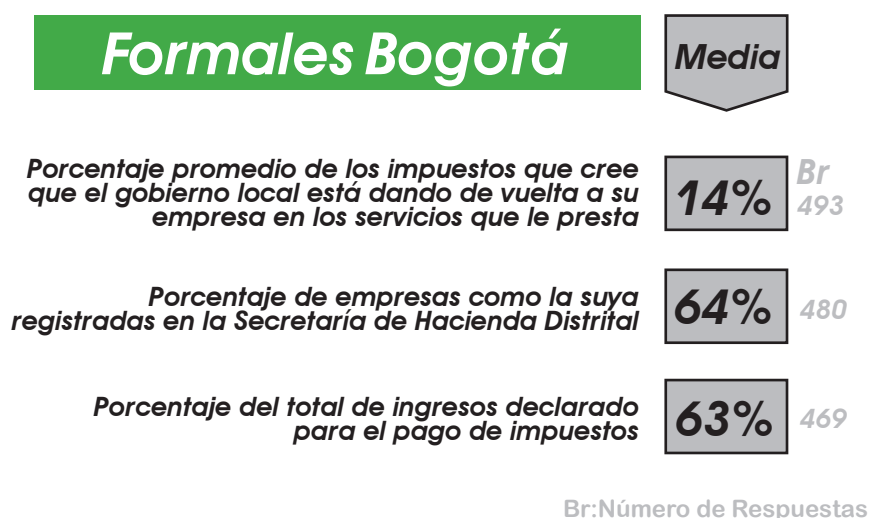 Formales Bogotá
Media
Porcentaje promedio de los impuestos que cree
que el gobierno local está dando de vuelta a su
empresa en los servicios que le presta
14%
Br
493
Porcentaje de empresas como la suya
registradas en la Secretaría de Hacienda Distrital
64%
480
Porcentaje del total de ingresos declarado
para el pago de impuestos
63%
469
Br:Número de Respuestas